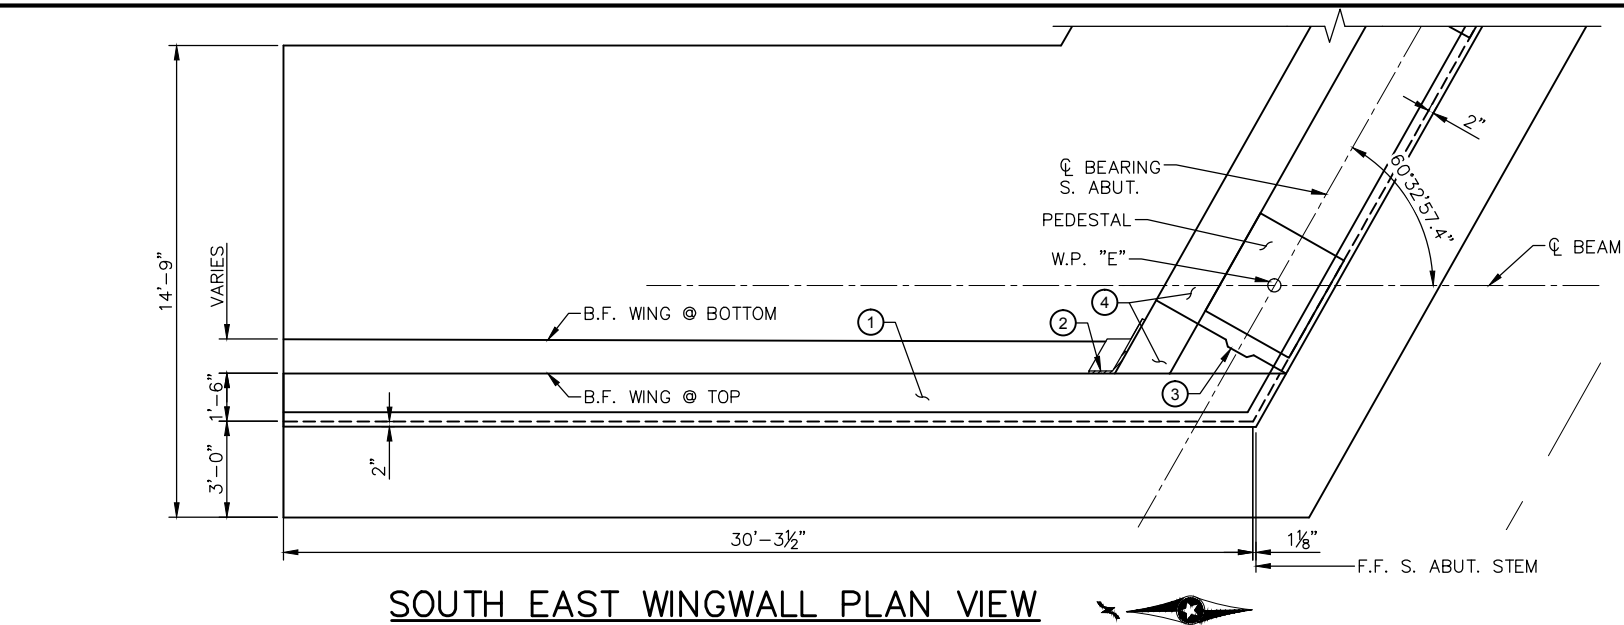 2”
60°32'57.4”
℄ BEARING
S. ABUT.
PEDESTAL
W.P. ”E”
℄ BEAM
14'-9”
VARIES
B.F. WING @ BOTTOM
1
2
4
3
1'-6”
B.F. WING @ TOP
3'-0”
2”
30'-3½”
1⅛”
F.F. S. ABUT. STEM
SOUTH EAST WINGWALL PLAN VIEW